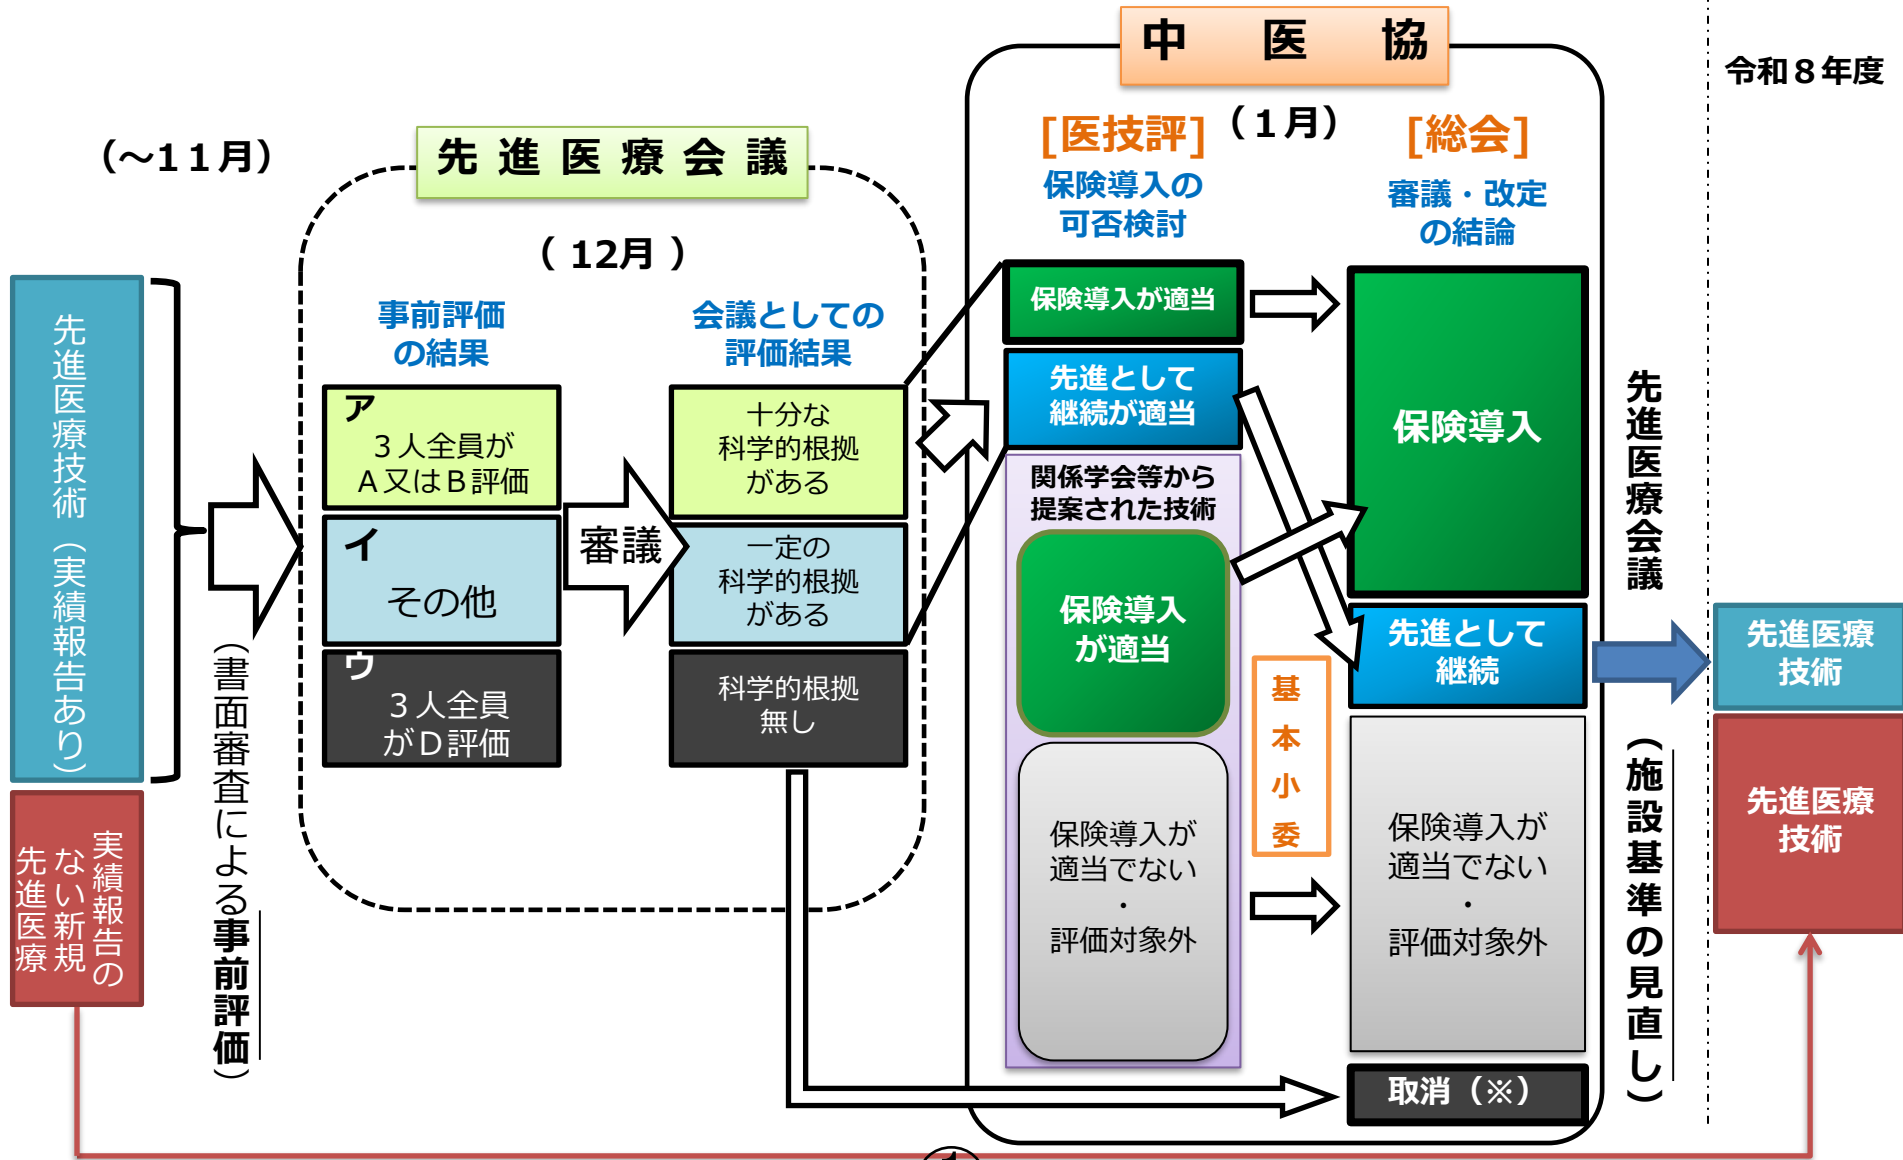 令和８年度
中医協
（１月）
[医技評]
保険導入の
可否検討
[総会]
審議・改定
の結論
（～１１月）
先進医療会議
（ 12月 ）
事前評価
の結果
会議としての
評価結果
先進医療技術（実績報告あり）
実績報告の
ない新規
先進医療
（書面審査による事前評価）
ア
３人全員が
Ａ又はＢ評価
イ
その他
ウ
３人全員
がＤ評価
審議
十分な
科学的根拠
がある
一定の
科学的根拠
がある
科学的根拠
無し
保険導入が適当
先進として
継続が適当
関係学会等から
提案された技術
保険導入
が適当
保険導入が
適当でない
・
評価対象外
基本小委
保険導入
先進として
継続
保険導入が
適当でない
・
評価対象外
取消（※）
先進医療会議
（施設基準の見直し）
先進医療
技術
先進医療
技術